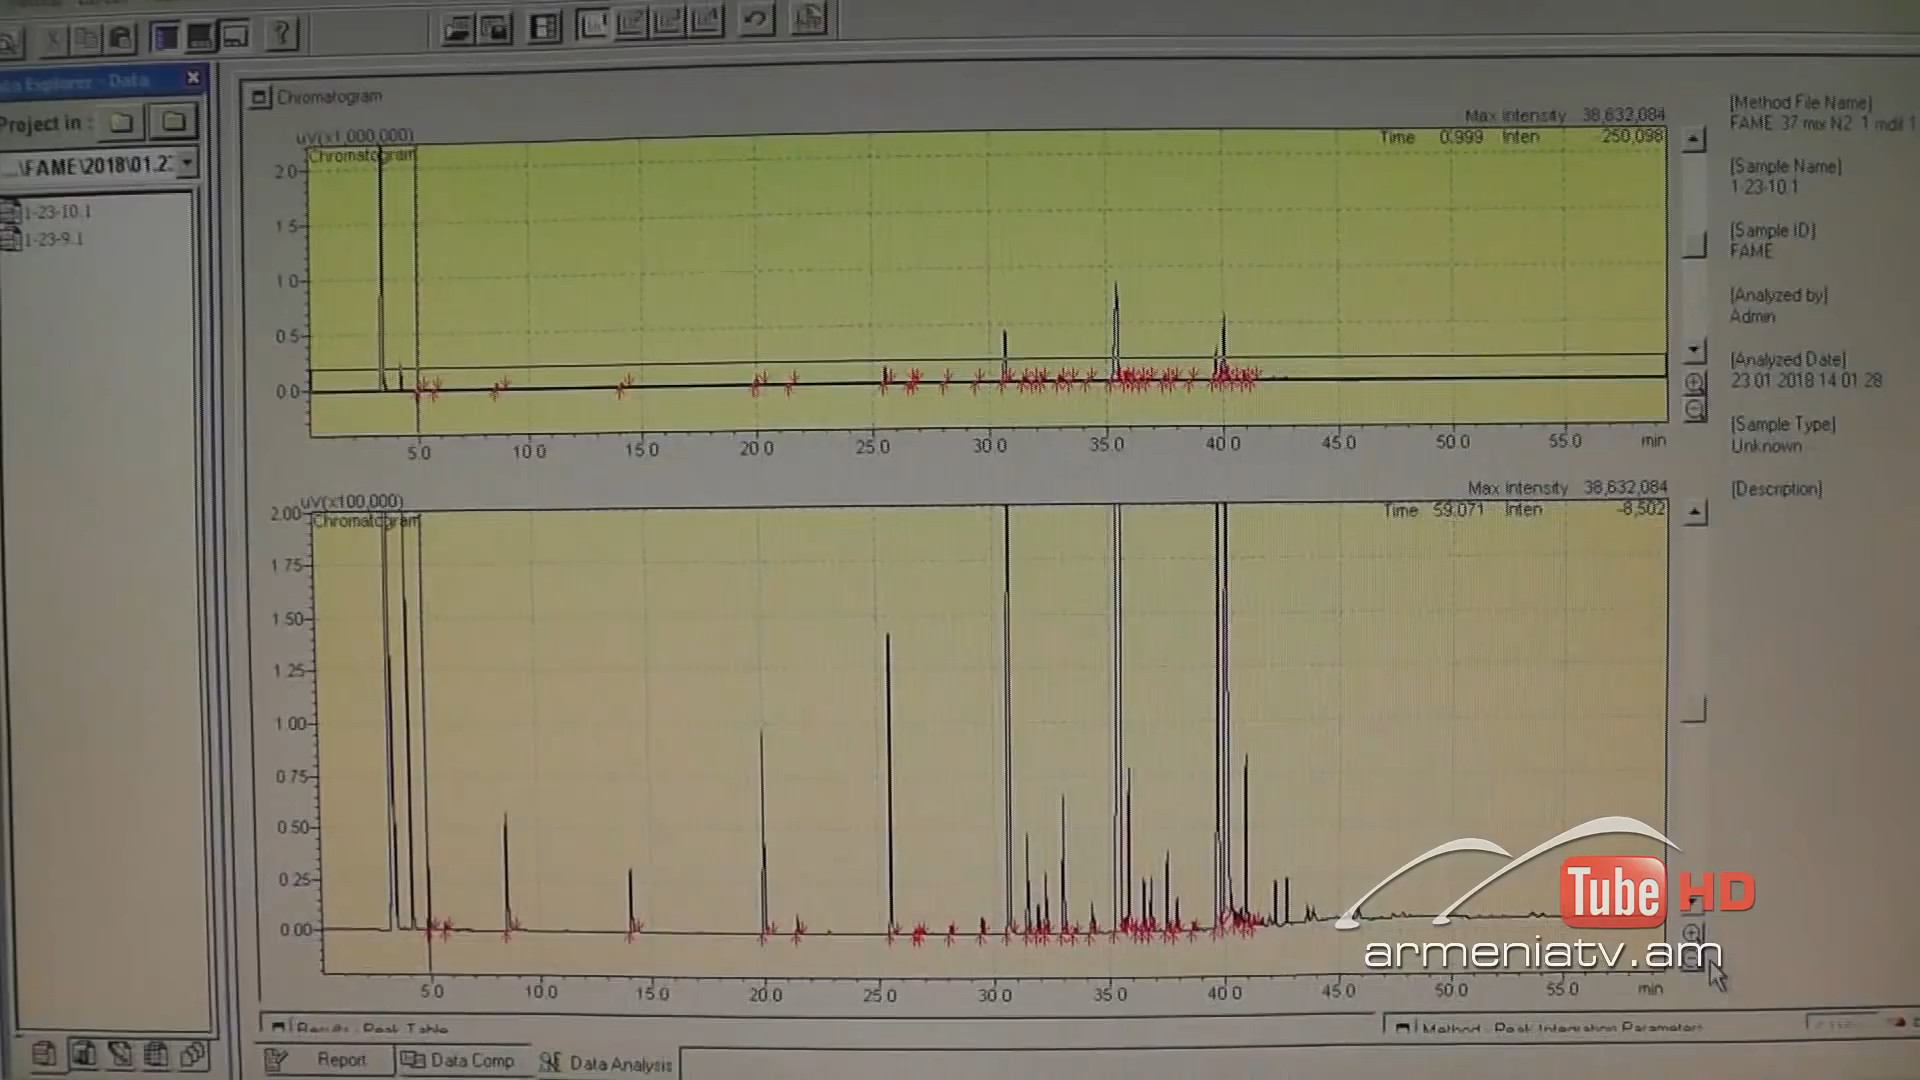 Data
Project in :
...\FAME\2018\01.2
1-23-10.1
1-23-9.1
Chromatogram
uV(x1,000,000)
Chromatogram
Max Intensity 38,632,084
Time 0.999 Inten -250,098
2.0
1.5
1.0
0.5
0.0
5.0 10.0 15.0 20.0 25.0 30.0 35.0 40.0 45.0 50.0 55.0 min
uV(x100,000)
Chromatogram
Max Intensity 38,632,084
Time 59.071 Inten -8,502
2.00
1.75
1.50
1.25
1.00
0.75
0.50
0.25
0.00
5.0 10.0 15.0 20.0 25.0 30.0 35.0 40.0 45.0 50.0 55.0 min
[Method File Name]
FAME 37 mix N2
[Sample Name]
1-23-10.1
[Sample ID]
FAME
[Analyzed by]
Admin
[Analyzed Date]
23.01.2018 14:01:28
[Sample Type]
Unknown
[Description]
Results - Peak Table
Method - Peak Integration Parameters
Report
Data Comp
Data Analysis
Tube HD
armeniatv.am